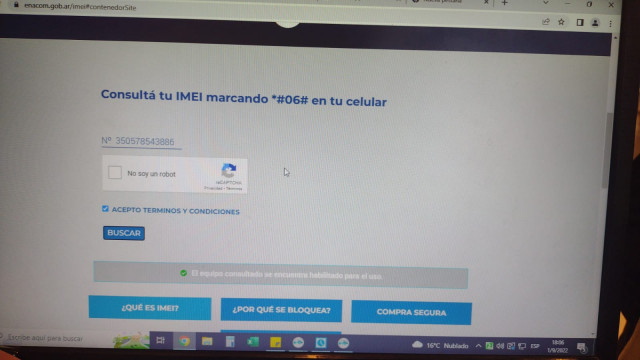 enacom.gob.ar/imei#contenedorSite
Consultá tu IMEI marcando *#06# en tu celular
Nº 350578543886
No soy un robot
reCAPTCHA
Privacidad - Términos
ACEPTO TERMINOS Y CONDICIONES
BUSCAR
El equipo consultado se encuentra habilitado para el uso
¿QUÉ ES IMEI?
¿POR QUÉ SE BLOQUEA?
COMPRA SEGURA
Escribe aquí para buscar
16°C Nublado
ESP
18:06
1/9/2022